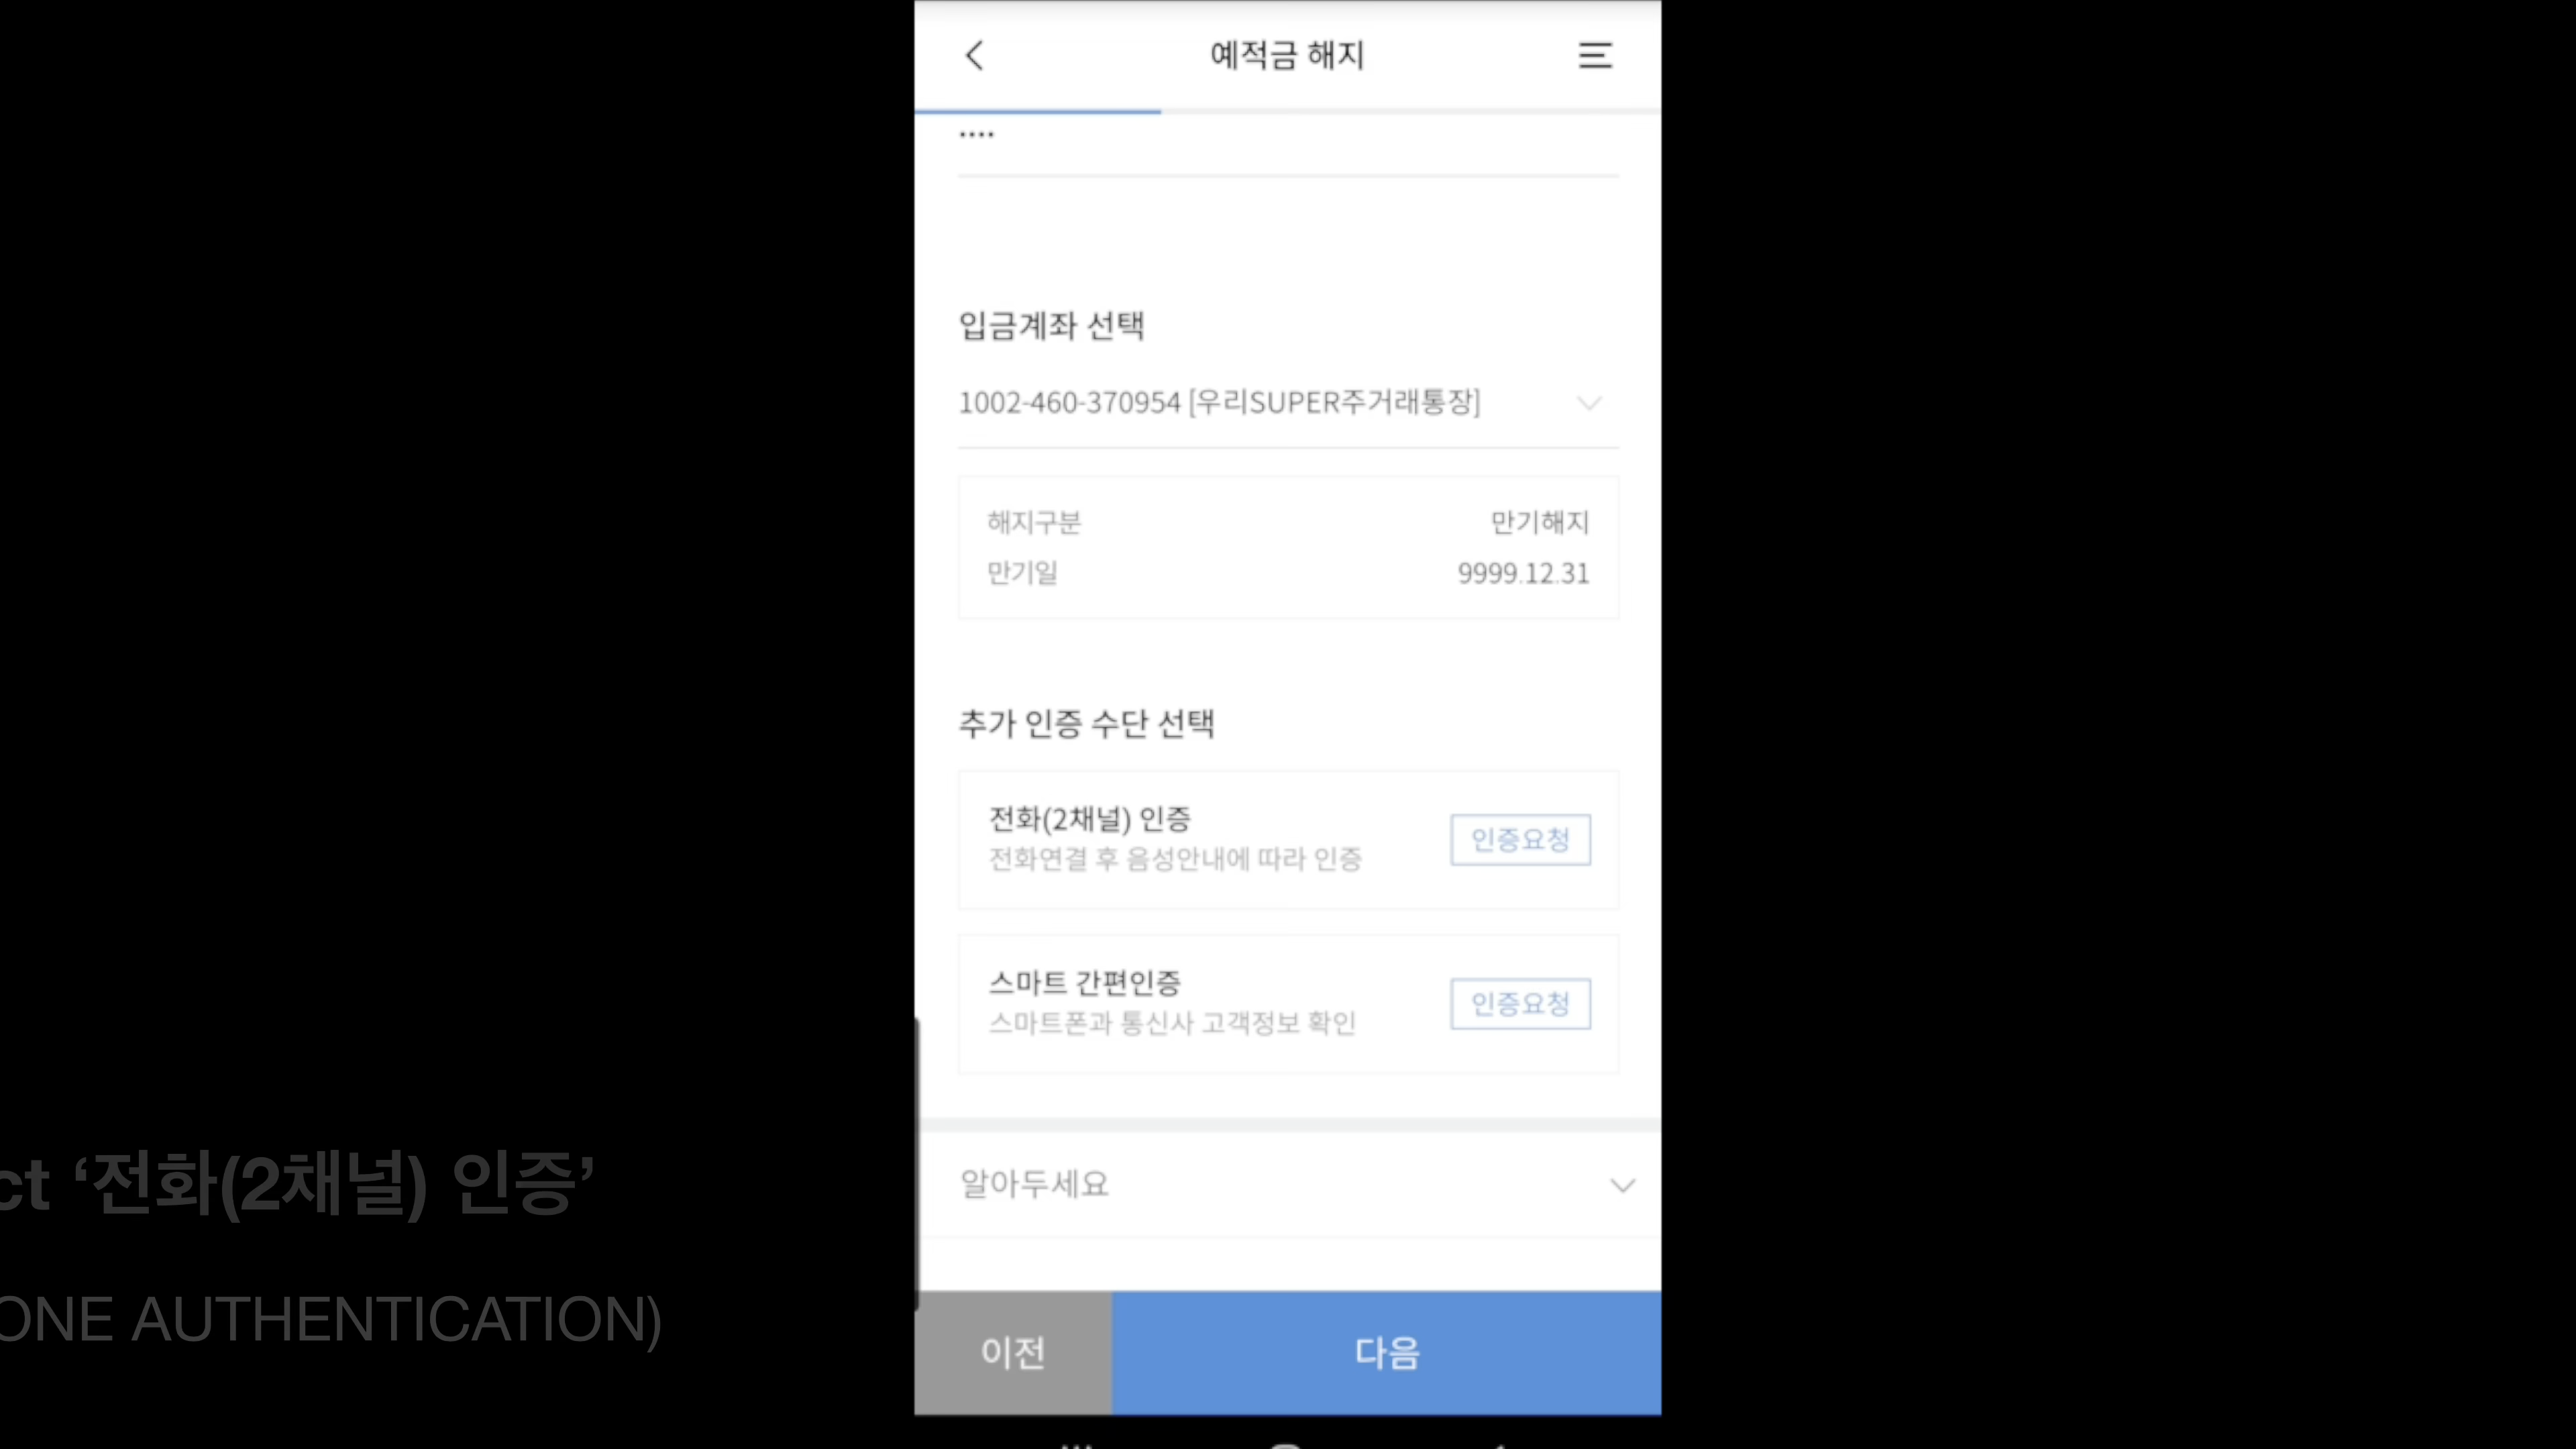 예적금 해지
····
입금계좌 선택
1002-460-370954 [우리SUPER주거래통장]
해지구분 만기해지
만기일 9999.12.31
추가 인증 수단 선택
전화(2채널) 인증
전화연결 후 음성안내에 따라 인증
인증요청
스마트 간편인증
스마트폰과 통신사 고객정보 확인
인증요청
알아두세요
이전 다음
ct ‘전화(2채널) 인증’
ONE AUTHENTICATION)